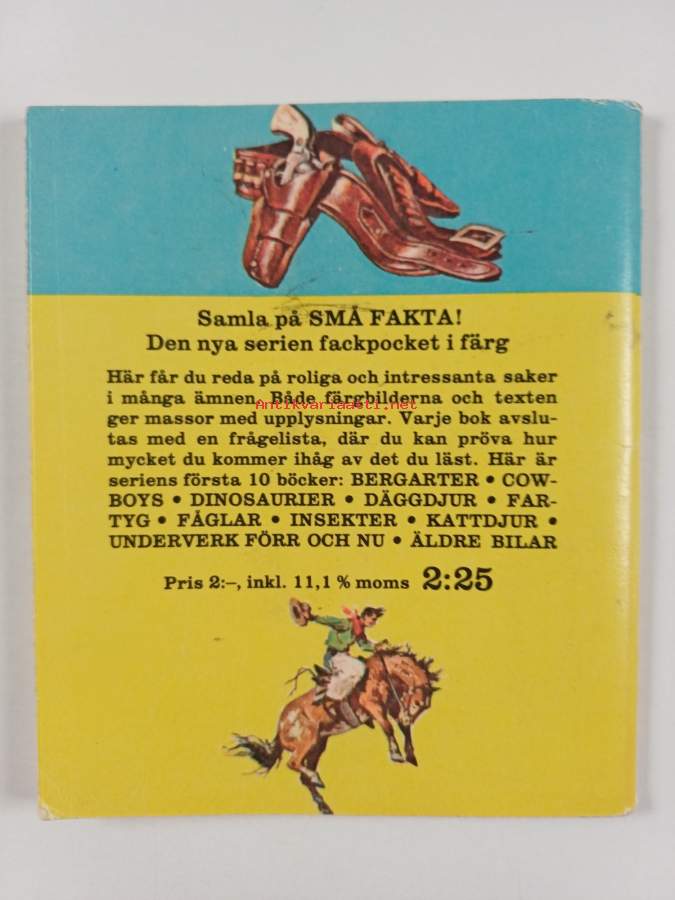 Samla på SMÅ FAKTA!
Den nya serien fackpocket i färg
Här får du reda på roliga och intressanta saker
i många ämnen. Både färgbilderna och texten
Antikvariaatti.net
ger massor med upplysningar. Varje bok avslu-
tas med en frågelista, där du kan pröva hur
mycket du kommer ihåg av det du läst. Här är
seriens första 10 böcker: BERGARTER • COW-
BOYS • DINOSAURIER • DÄGGDJUR • FAR-
TYG • FÅGLAR • INSEKTER • KATTDJUR •
UNDERVERK FÖRR OCH NU • ÄLDRE BILAR
Pris 2:–, inkl. 11,1 % moms 2:25